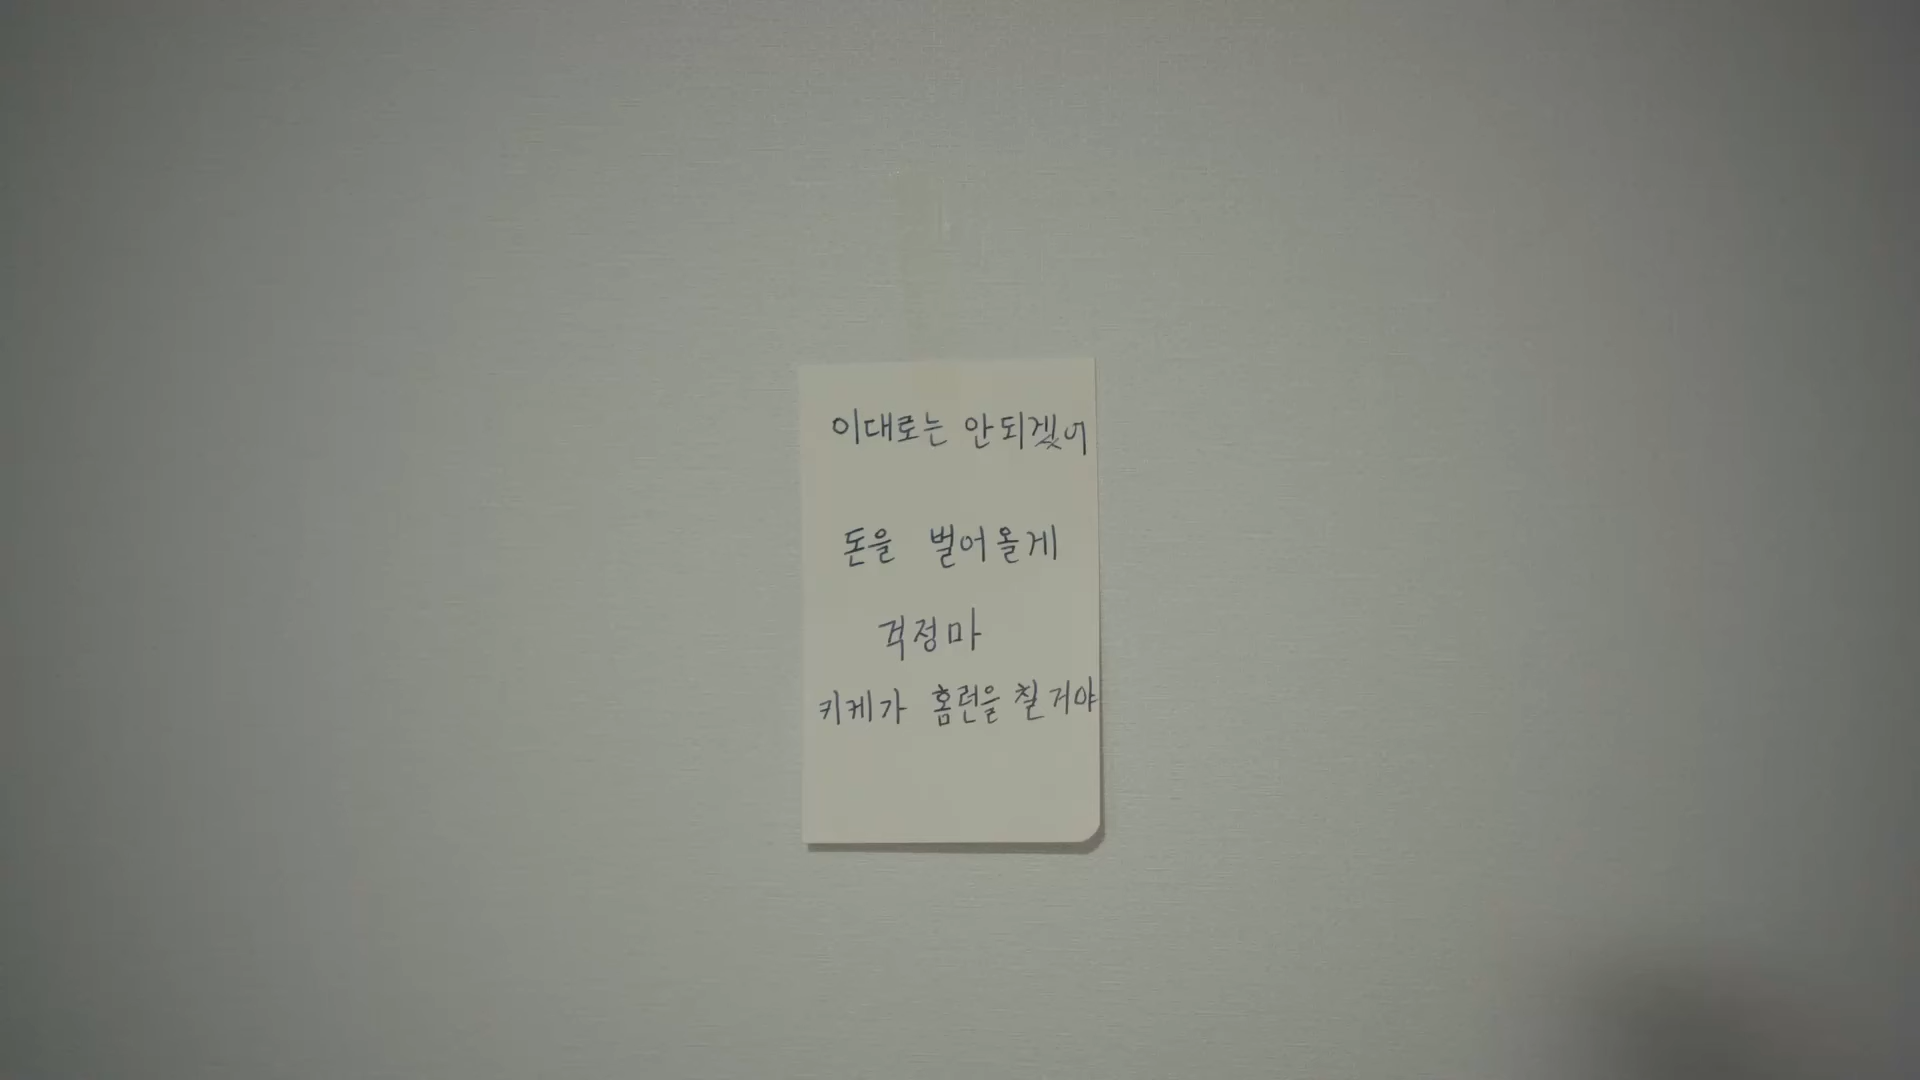 이대로는 안되겠어
돈을 벌어올게
걱정마
키케가 홈런을 칠거야